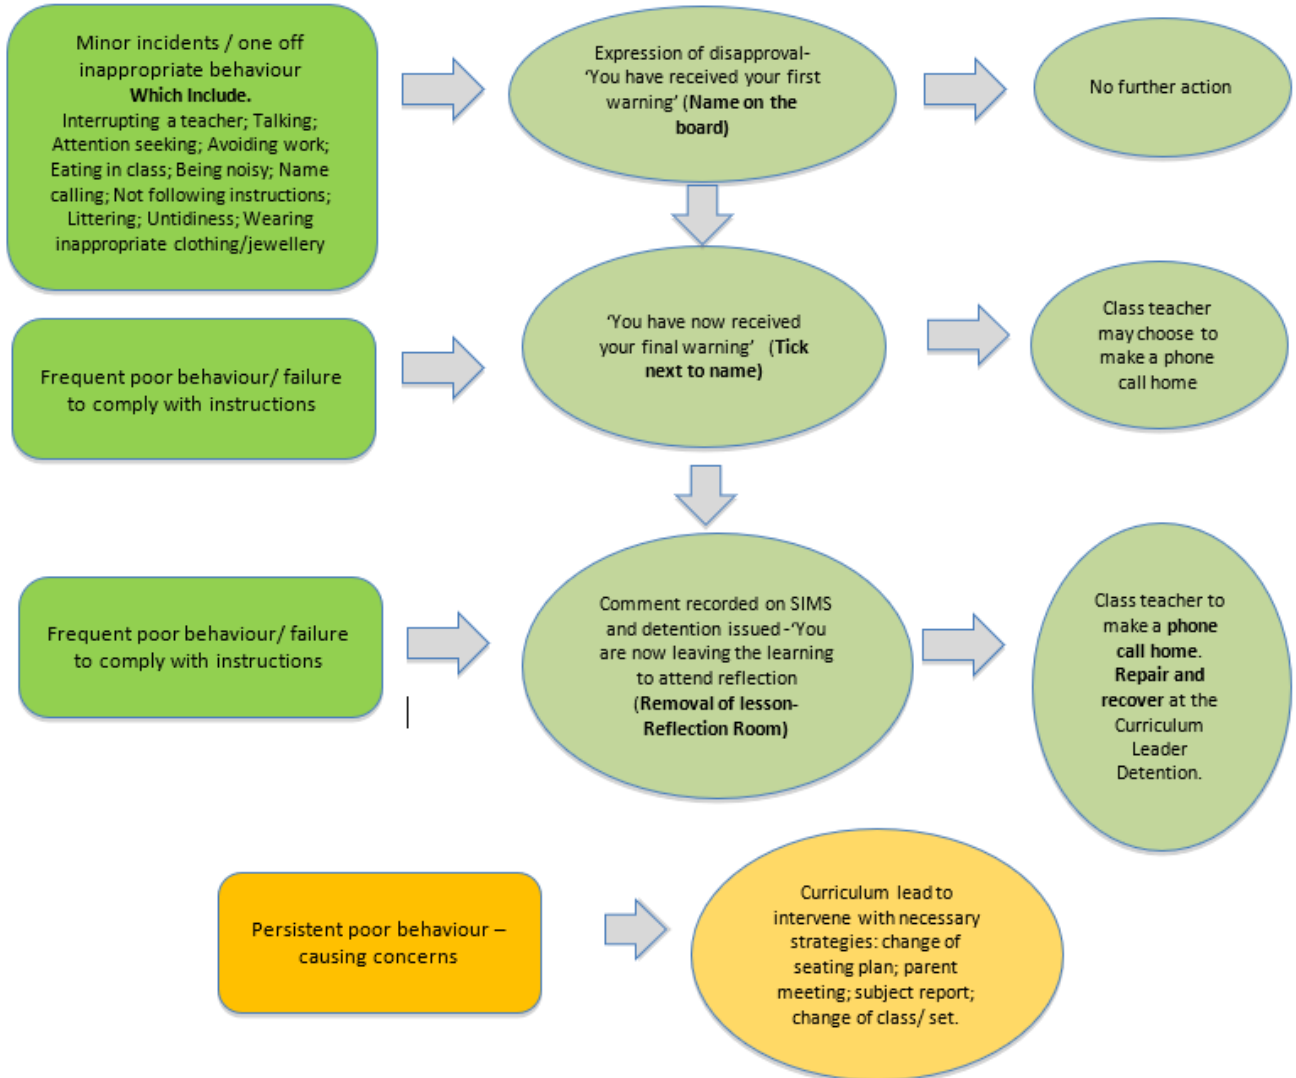 Minor incidents / one off
inappropriate behaviour
Which Include.
Interrupting a teacher; Talking;
Attention seeking; Avoiding work;
Eating in class; Being noisy; Name
calling; Not following instructions;
Littering; Untidiness; Wearing
inappropriate clothing/jewellery
Expression of disapproval-
‘You have received your first
warning’ (Name on the
board)
No further action
Frequent poor behaviour/ failure
to comply with instructions
‘You have now received
your final warning’ (Tick
next to name)
Class teacher
may choose to
make a phone
call home
Frequent poor behaviour/ failure
to comply with instructions
Comment recorded on SIMS
and detention issued -‘You
are now leaving the learning
to attend reflection
(Removal of lesson-
Reflection Room)
Class teacher to
make a phone
call home.
Repair and
recover at the
Curriculum
Leader
Detention.
Persistent poor behaviour –
causing concerns
Curriculum lead to
intervene with necessary
strategies: change of
seating plan; parent
meeting; subject report;
change of class/ set.